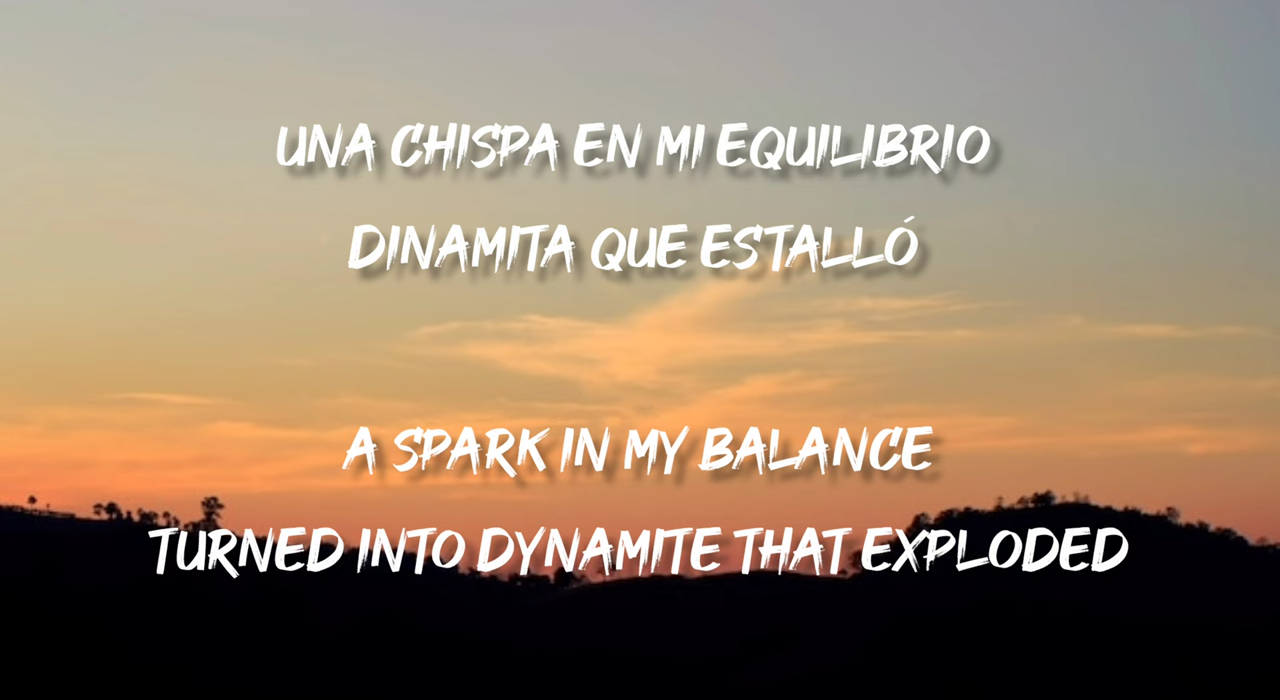 UNA CHISPA EN MI EQUILIBRIO
DINAMITA QUE ESTALLÓ
A SPARK IN MY BALANCE
TURNED INTO DYNAMITE THAT EXPLODED